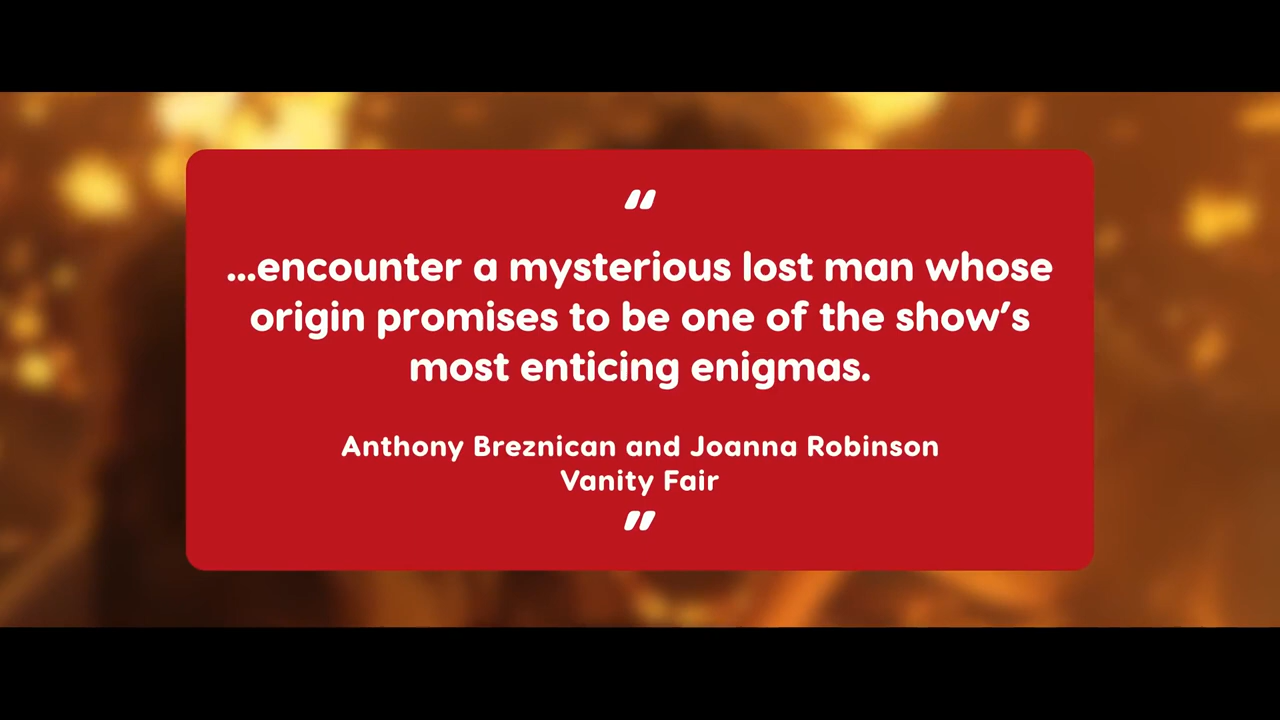 “
...encounter a mysterious lost man whose
origin promises to be one of the show’s
most enticing enigmas.
Anthony Breznican and Joanna Robinson
Vanity Fair
”